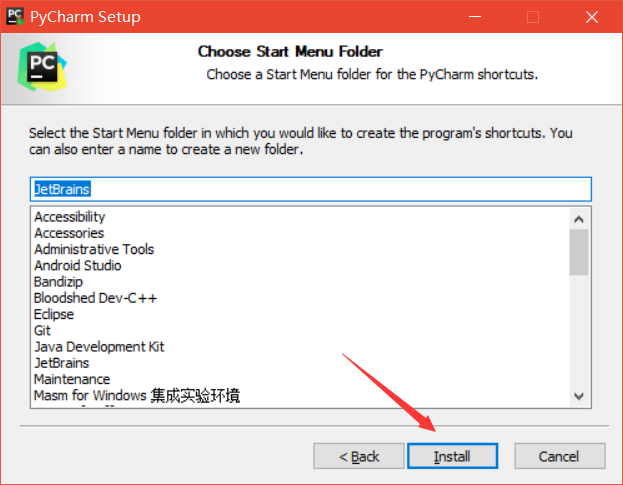 PyCharm Setup
PC
Choose Start Menu Folder
Choose a Start Menu folder for the PyCharm shortcuts.
Select the Start Menu folder in which you would like to create the program's shortcuts. You
can also enter a name to create a new folder.
JetBrains
Accessibility
Accessories
Administrative Tools
Android Studio
Bandizip
Bloodshed Dev-C++
Eclipse
Git
Java Development Kit
JetBrains
Maintenance
Masm for Windows 集成实验环境
< Back
Install
Cancel